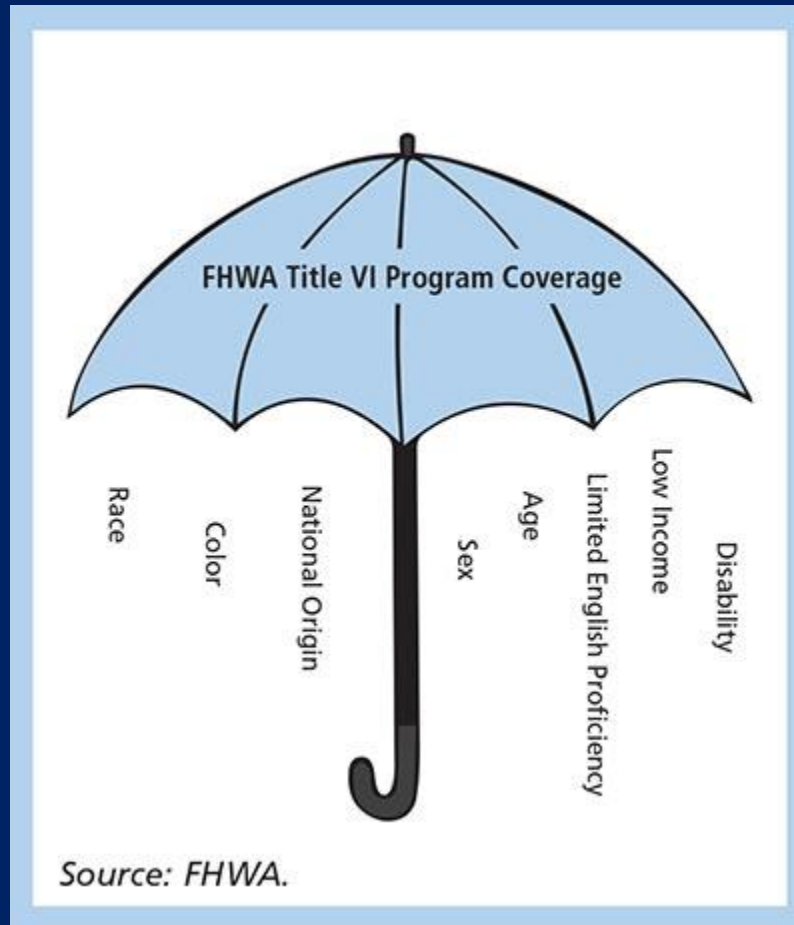 FHWA Title VI Program Coverage
Race
Color
National Origin
Sex
Age
Limited English Proficiency
Low Income
Disability
Source: FHWA.